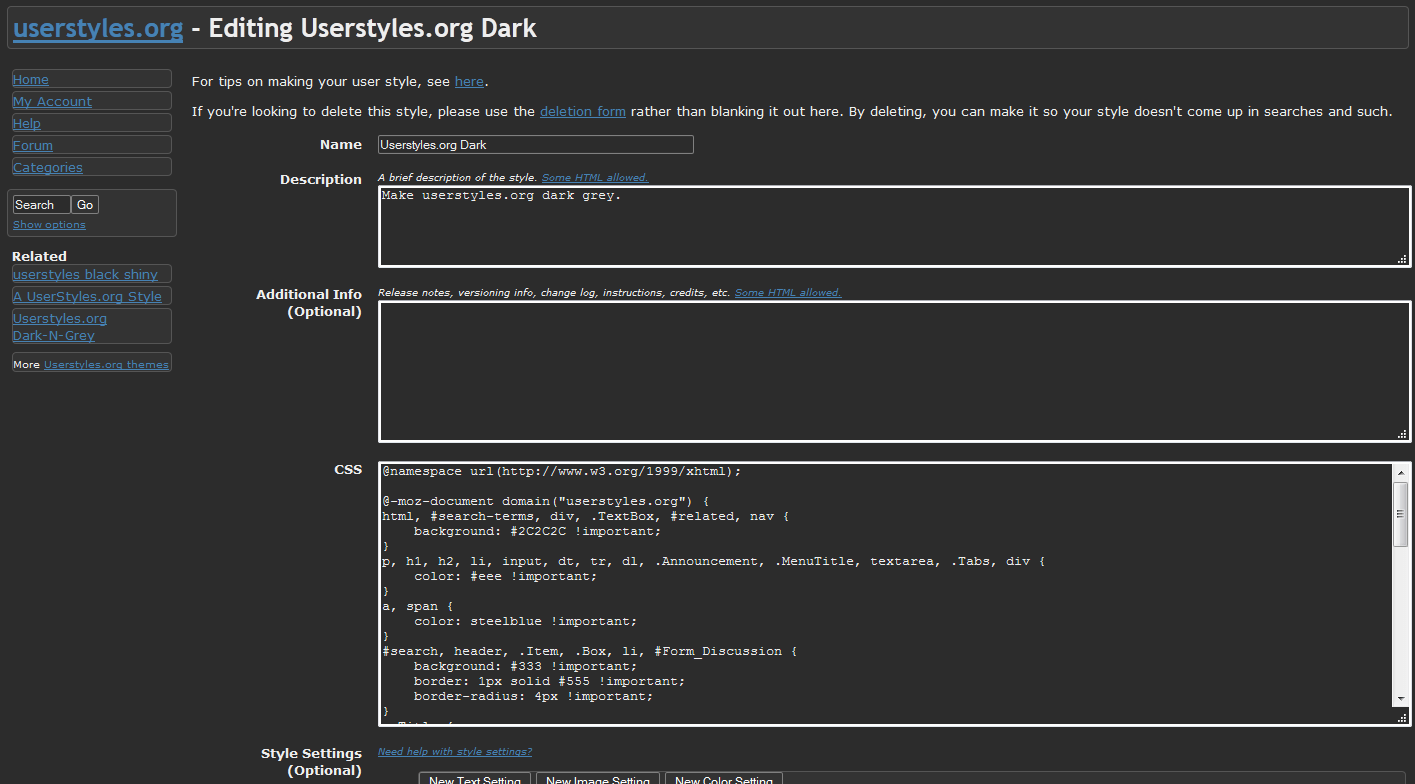 userstyles.org - Editing Userstyles.org Dark
Home
My Account
Help
Forum
Categories
Search Go
Show options
Related
userstyles black shiny
A UserStyles.org Style
Userstyles.org
Dark-N-Grey
More Userstyles.org themes
For tips on making your user style, see here.
If you're looking to delete this style, please use the deletion form rather than blanking it out here. By deleting, you can make it so your style doesn't come up in searches and such.
Name Userstyles.org Dark
Description A brief description of the style. Some HTML allowed.
Make userstyles.org dark grey.
Additional Info Release notes, versioning info, change log, instructions, credits, etc. Some HTML allowed.
(Optional)
CSS @namespace url(http://www.w3.org/1999/xhtml);
@-moz-document domain("userstyles.org") {
html, #search-terms, div, .TextBox, #related, nav {
    background: #2C2C2C !important;
}
p, h1, h2, li, input, dt, tr, dl, .Announcement, .MenuTitle, textarea, .Tabs, div {
    color: #eee !important;
}
a, span {
    color: steelblue !important;
}
#search, header, .Item, .Box, li, #Form_Discussion {
    background: #333 !important;
    border: 1px solid #555 !important;
    border-radius: 4px !important;
}
Style Settings Need help with style settings?
(Optional)
New Text Setting New Image Setting New Color Setting